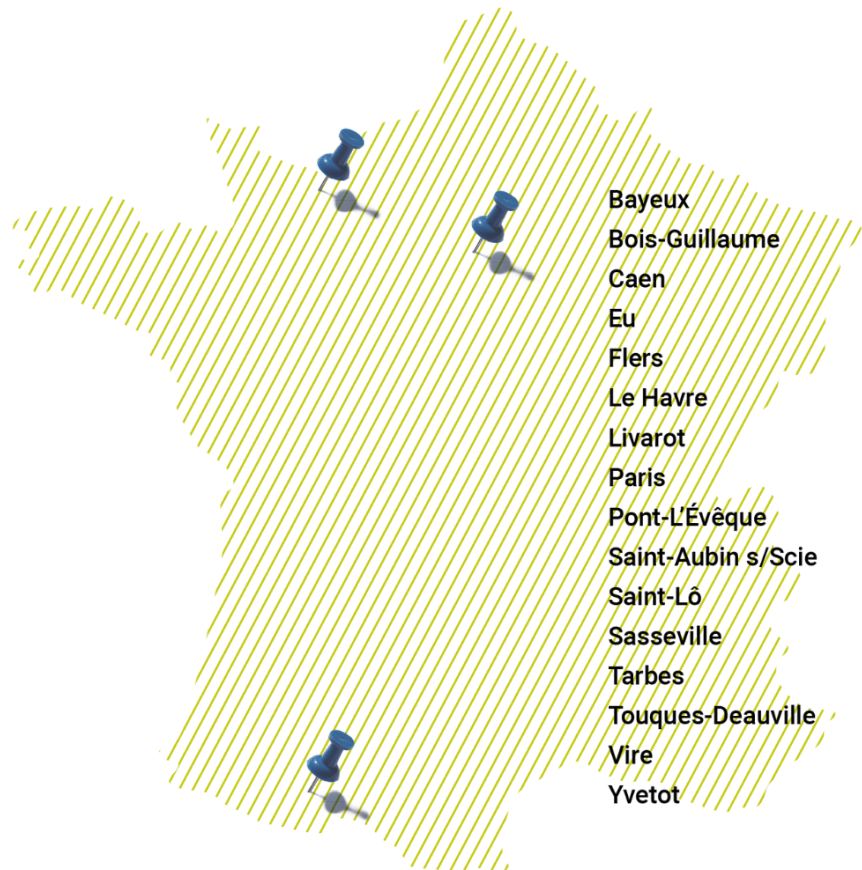 Bayeux
Bois-Guillaume
Caen
Eu
Flers
Le Havre
Livarot
Paris
Pont-L’Évêque
Saint-Aubin s/Scie
Saint-Lô
Sasseville
Tarbes
Touques-Deauville
Vire
Yvetot